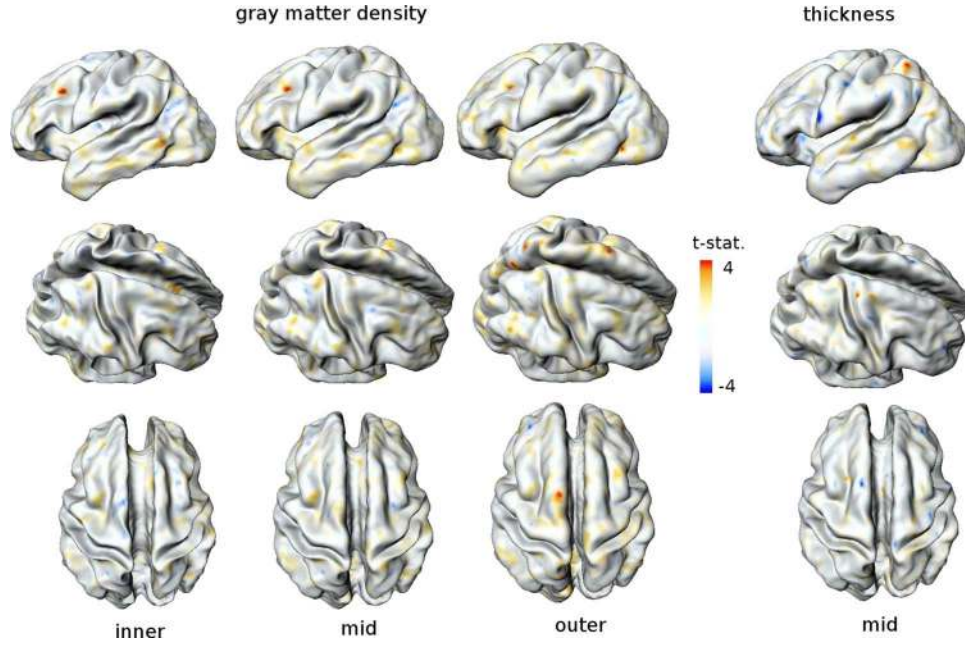 gray matter density
thickness
t-stat.
4
-4
inner
mid
outer
mid